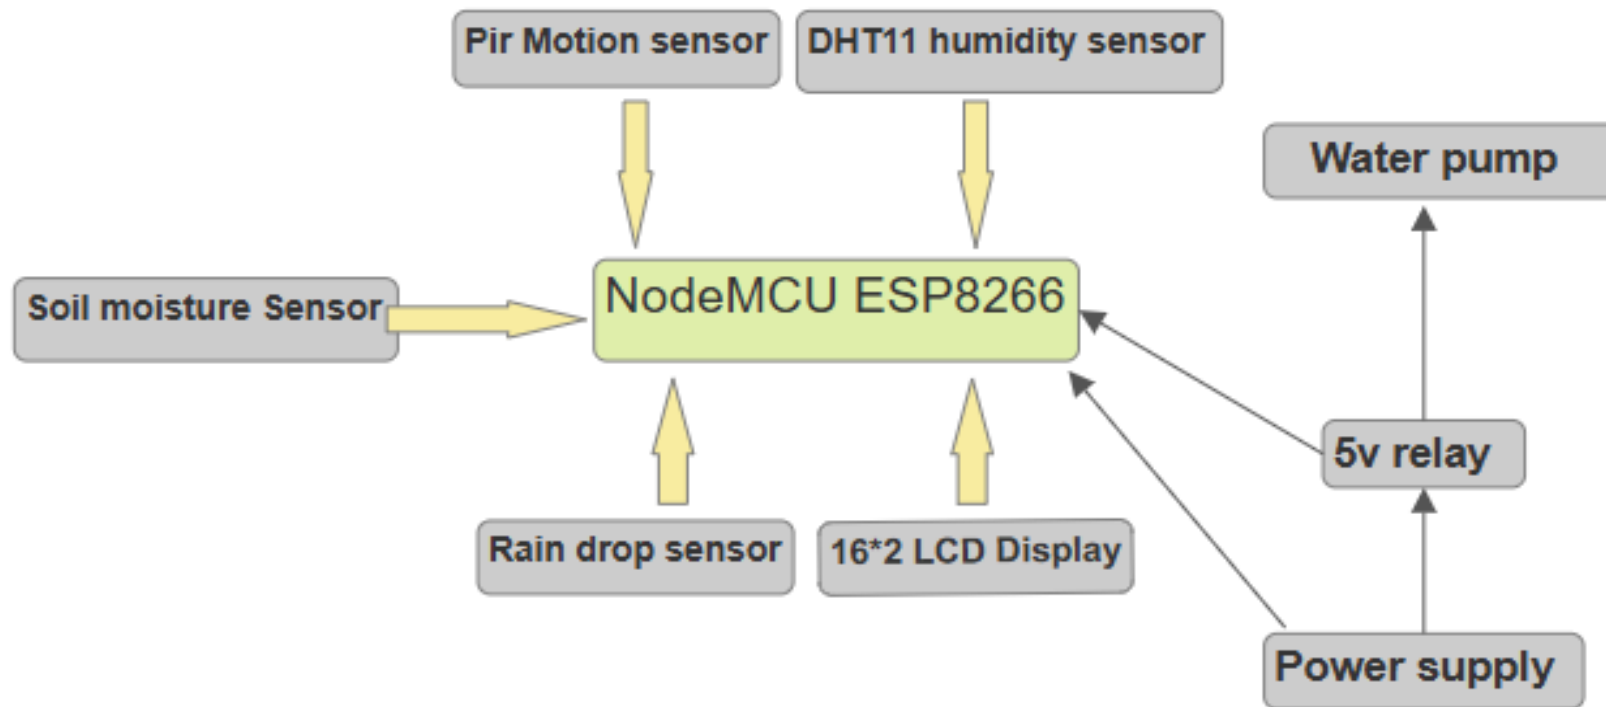 Pir Motion sensor
DHT11 humidity sensor
Water pump
Soil moisture Sensor
NodeMCU ESP8266
5v relay
Rain drop sensor
16*2 LCD Display
Power supply